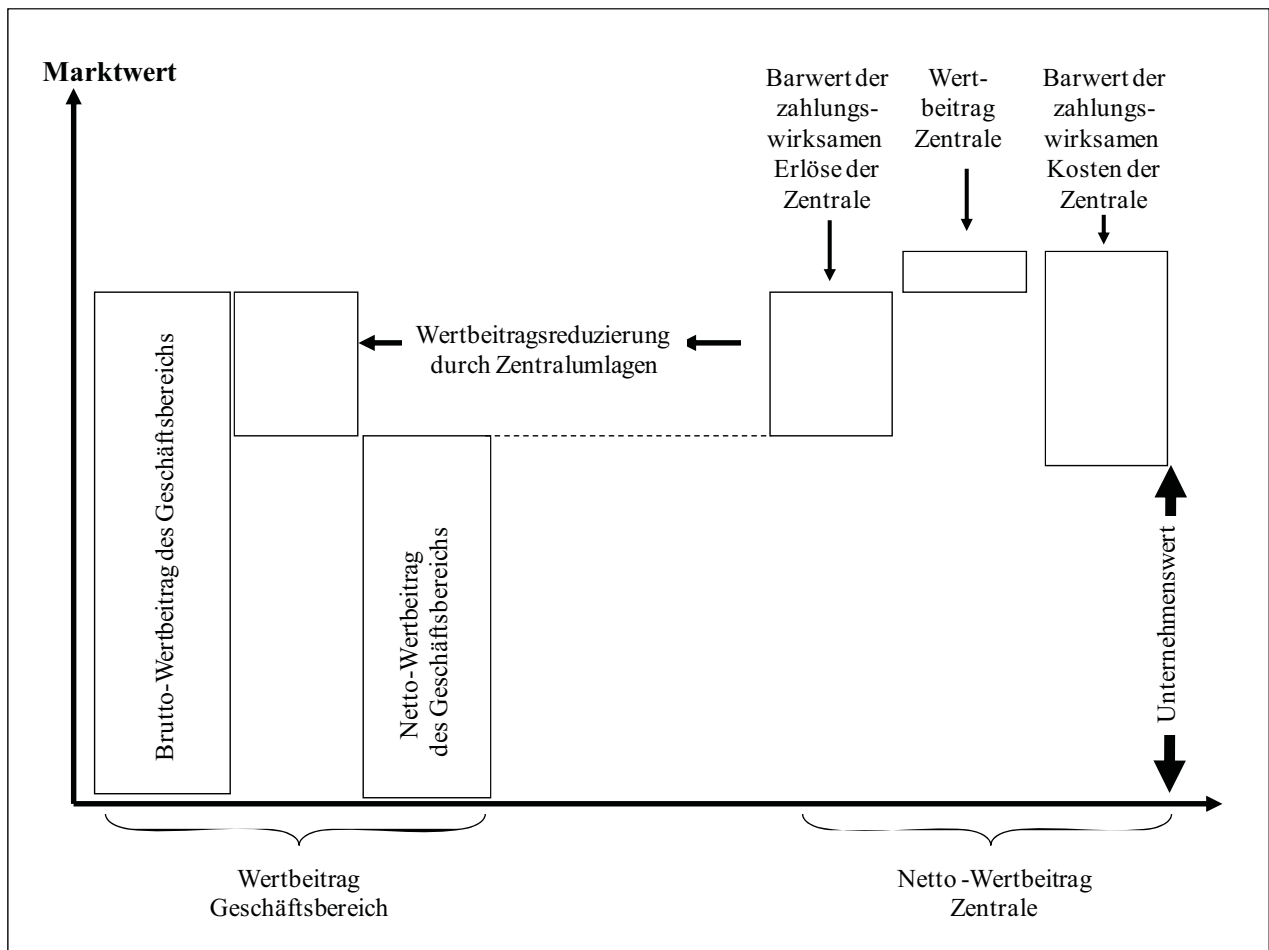 Marktwert
Barwert der
zahlungs-
wirksamen
Erlöse der
Zentrale
Wert-
beitrag
Zentrale
Barwert der
zahlungs-
wirksamen
Kosten der
Zentrale
Brutto-Wertbeitrag des Geschäftsbereichs
Wertbeitragsreduzierung
durch Zentralumlagen
Netto-Wertbeitrag
des Geschäftsbereichs
Unternehmenswert
Wertbeitrag
Geschäftsbereich
Netto -Wertbeitrag
Zentrale